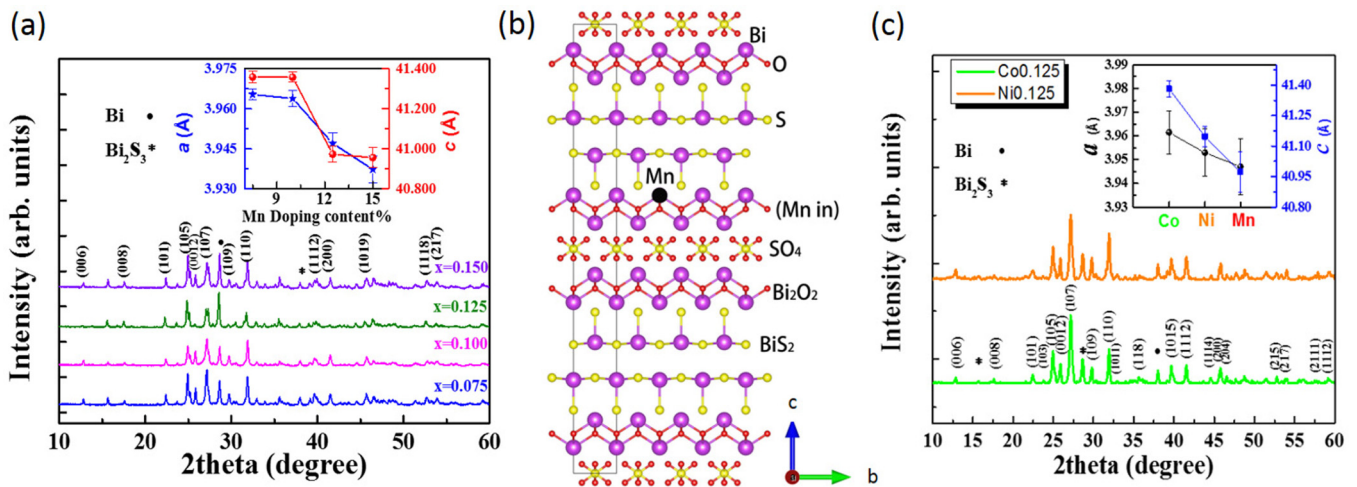 (a)
Intensity (arb. units)
Bi •
Bi₂S₃*
3.975
3.960
3.945
3.930
a (Å)
41.400
41.200
41.000
40.800
c (Å)
9 12 15
Mn Doping content%
(006)
(008)
(101)
(105)
(0012)
(107)
•
(109)
(110)
*
(1112)
(200)
(1019)
(1118)
(217)
x=0.150
x=0.125
x=0.100
x=0.075
10 20 30 40 50 60
2theta (degree)
(b)
Bi
O
S
Mn
(Mn in)
SO₄
Bi₂O₂
BiS₂
c
b
(c)
Intensity (arb. units)
Co0.125
Ni0.125
Bi •
Bi₂S₃ *
3.99
3.98
3.97
3.96
3.95
3.94
3.93
a (Å)
41.40
41.25
41.10
40.95
40.80
c (Å)
Co Ni Mn
(006)
*
(008)
(101)
(103)
(105)
(0012)
(107)
*
(109)
(110)
(118)
•
(1015)
(1112)
(1114)
(200)
(204)
(215)
(217)
(2111)
(1112)
10 15 20 25 30 35 40 45 50 55 60
2theta (degree)